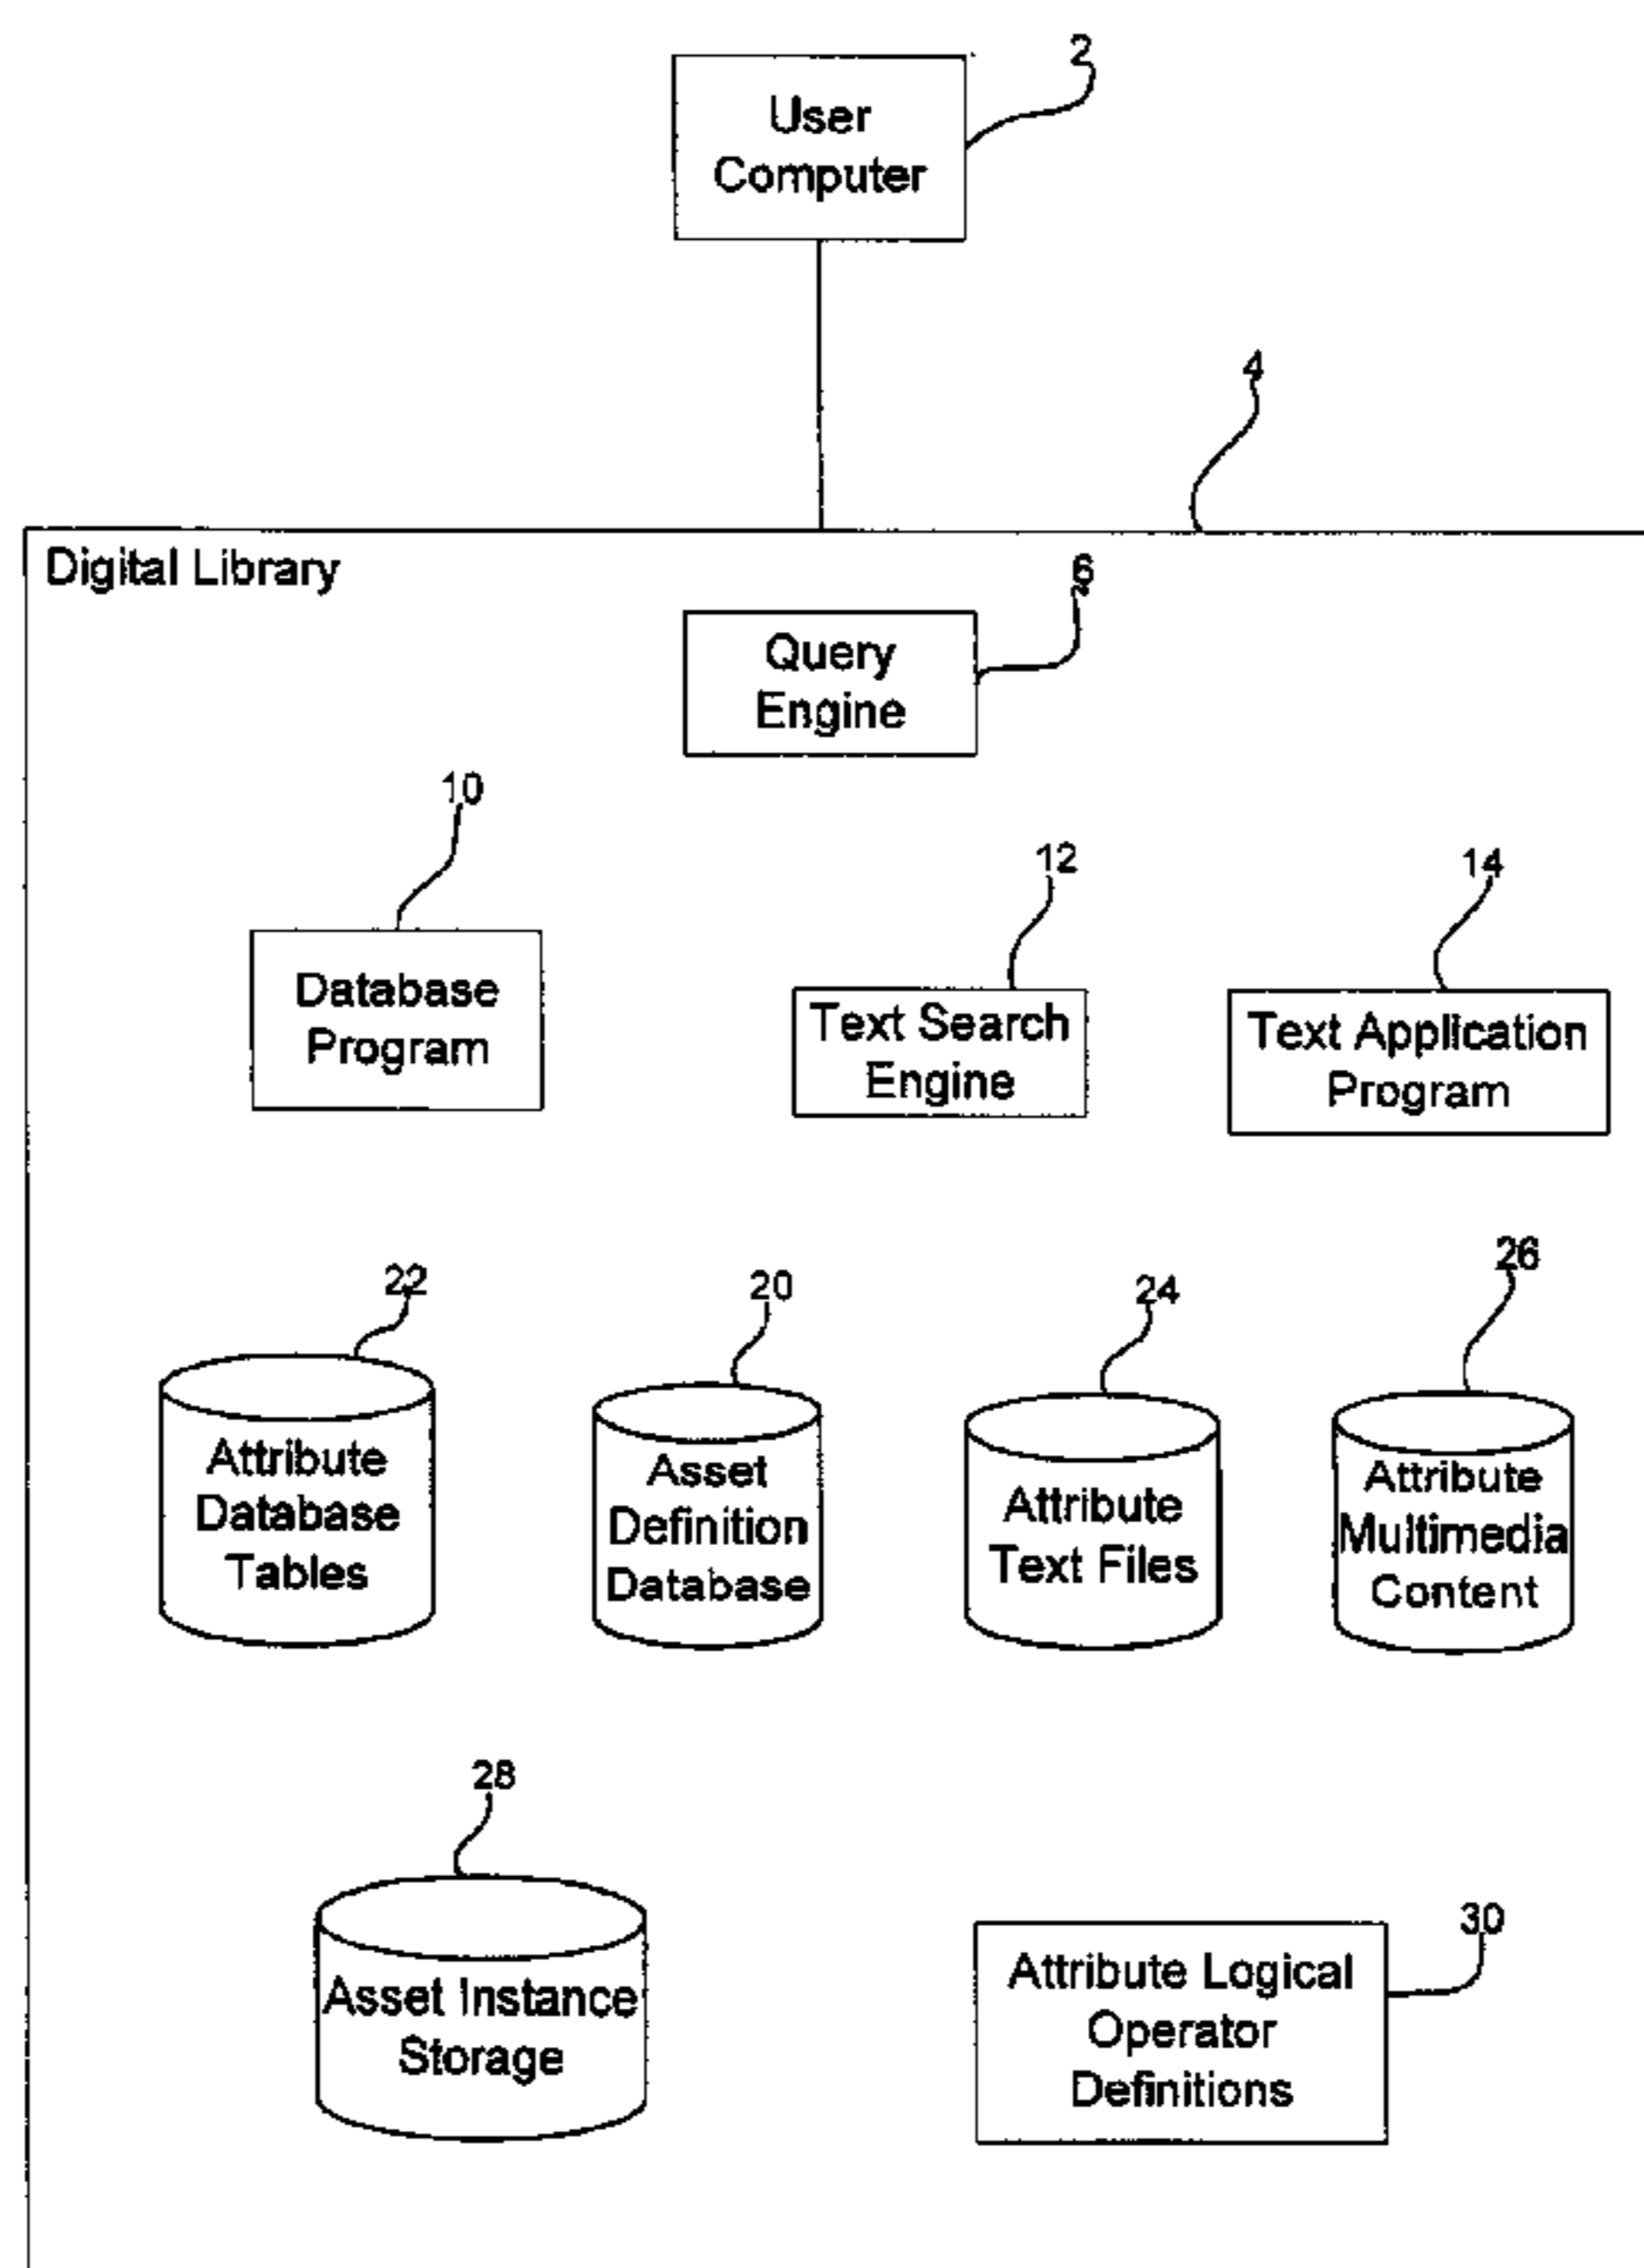 2
User
Computer
4
Digital Library
6
Query
Engine
10
Database
Program
12
Text Search
Engine
14
Text Application
Program
22
Attribute
Database
Tables
20
Asset
Definition
Database
24
Attribute
Text Files
26
Attribute
Multimedia
Content
28
Asset Instance
Storage
30
Attribute Logical
Operator
Definitions